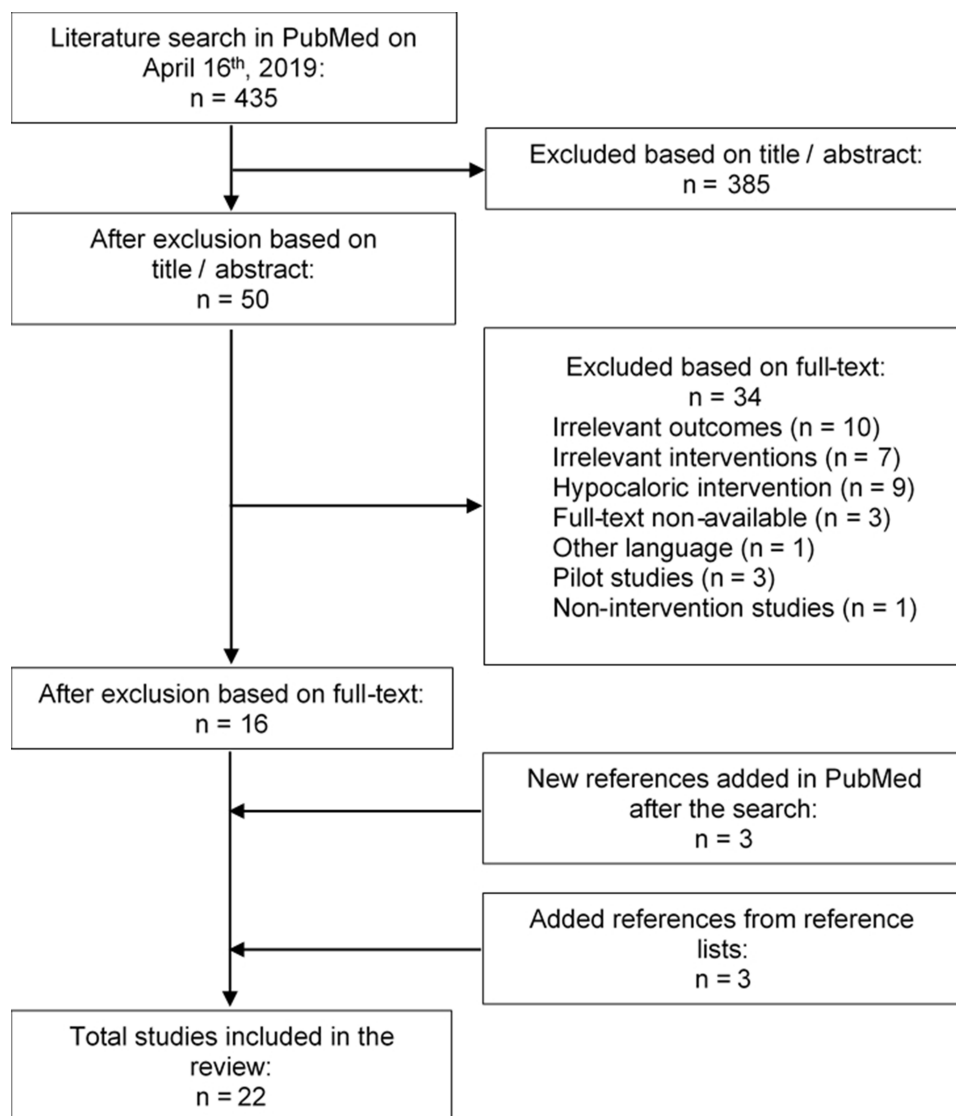 Literature search in PubMed on
April 16th, 2019:
n = 435
Excluded based on title / abstract:
n = 385
After exclusion based on
title / abstract:
n = 50
Excluded based on full-text:
n = 34
Irrelevant outcomes (n = 10)
Irrelevant interventions (n = 7)
Hypocaloric intervention (n = 9)
Full-text non-available (n = 3)
Other language (n = 1)
Pilot studies (n = 3)
Non-intervention studies (n = 1)
After exclusion based on full-text:
n = 16
New references added in PubMed
after the search:
n = 3
Added references from reference
lists:
n = 3
Total studies included in the
review:
n = 22